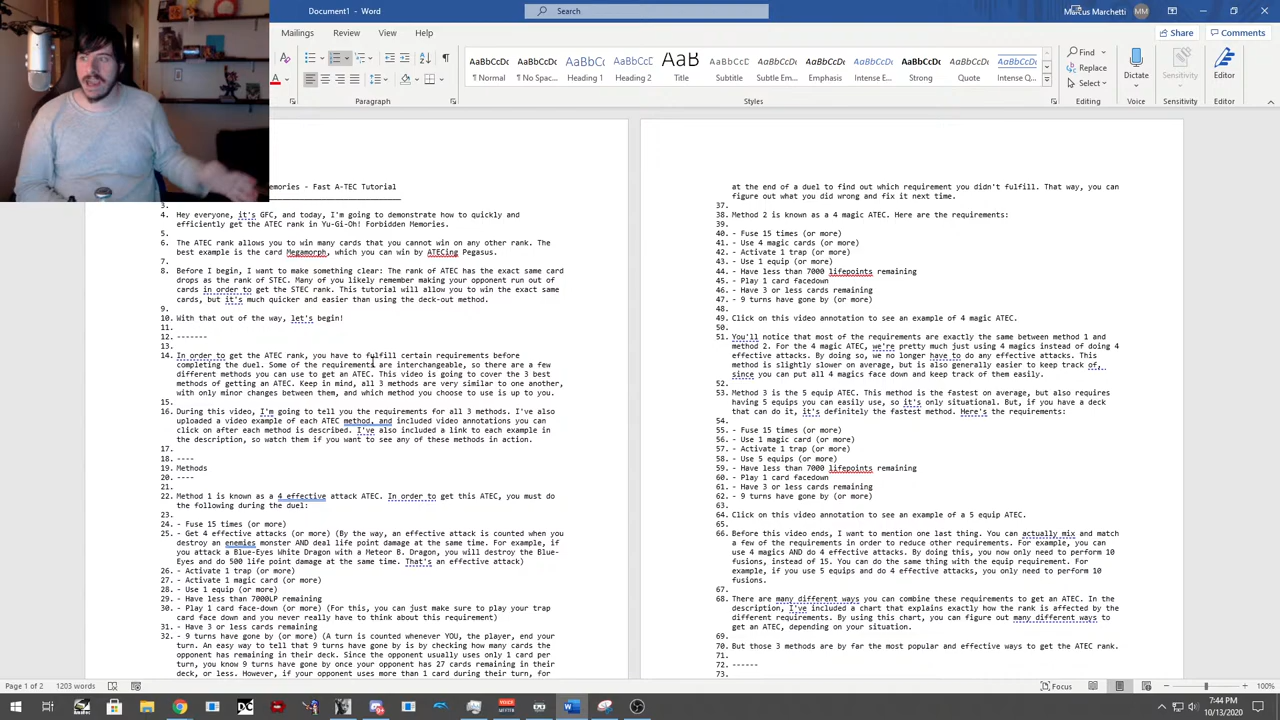 Document1 - Word
Search
Marcus Marchetti
MM
Mailings
Review
View
Help
Share
Comments
AaBbCcDc
AaBbCcDc
AaBbCc
AaBbCcC
AaB
AaBbCcC
AaBbCcDc
AaBbCcDc
AaBbCcDc
AaBbCcDc
AaBbCcDc
AaBbCcDc
¶ Normal
¶ No Spac...
Heading 1
Heading 2
Title
Subtitle
Subtle Em...
Emphasis
Intense E...
Strong
Quote
Intense Q...
Find
Replace
Select
Dictate
Sensitivity
Editor
Paragraph
Styles
Editing
Voice
Sensitivity
Editor
emories - Fast A-TEC Tutorial
3.
4. Hey everyone, it's GFC, and today, I'm going to demonstrate how to quickly and
efficiently get the ATEC rank in Yu-Gi-Oh! Forbidden Memories.
5.
6. The ATEC rank allows you to win many cards that you cannot win on any other rank. The
best example is the card Megamorph, which you can win by ATECing Pegasus.
7.
8. Before I begin, I want to make something clear: The rank of ATEC has the exact same card
drops as the rank of STEC. Many of you likely remember making your opponent run out of
cards in order to get the STEC rank. This tutorial will allow you to win the exact same
cards, but it's much quicker and easier than using the deck-out method.
9.
10. With that out of the way, let's begin!
11.
12. -------
13.
14. In order to get the ATEC rank, you have to fulfill certain requirements before
completing the duel. Some of the requirements are interchangeable, so there are a few
different methods you can use to get an ATEC. This video is going to cover the 3 best
methods of getting an ATEC. Keep in mind, all 3 methods are very similar to one another,
with only minor changes between them, and which method you choose to use is up to you.
15.
16. During this video, I'm going to tell you the requirements for all 3 methods. I've also
uploaded a video example of each ATEC method, and included video annotations you can
click on after each method is described. I've also included a link to each example in
the description, so watch them if you want to see any of these methods in action.
17.
18. ----
19. Methods
20. ----
21.
22. Method 1 is known as a 4 effective attack ATEC. In order to get this ATEC, you must do
the following during the duel:
23.
24. - Fuse 15 times (or more)
25. - Get 4 effective attacks (or more) (By the way, an effective attack is counted when you
destroy an enemies monster AND deal life point damage at the same time. For example, if
you attack a Blue-Eyes White Dragon with a Meteor B. Dragon, you will destroy the Blue-
Eyes and do 500 life point damage at the same time. That's an effective attack)
26. - Activate 1 trap (or more)
27. - Activate 1 magic card (or more)
28. - Use 1 equip (or more)
29. - Have less than 7000LP remaining
30. - Play 1 card face-down (or more) (For this, you can just make sure to play your trap
card face down and you never really have to think about this requirement)
31. - Have 3 or less cards remaining
32. - 9 turns have gone by (or more) (A turn is counted whenever YOU, the player, end your
turn. An easy way to tell that 9 turns have gone by is by checking how many cards the
opponent has remaining in their deck. Since the opponent usually uses only 1 card per
turn, you know 9 turns have gone by once your opponent has 27 cards remaining in their
deck, or less. However, if your opponent uses more than 1 card during their turn, for
at the end of a duel to find out which requirement you didn't fulfill. That way, you can
figure out what you did wrong and fix it next time.
37.
38. Method 2 is known as a 4 magic ATEC. Here are the requirements:
39.
40. - Fuse 15 times (or more)
41. - Use 4 magic cards (or more)
42. - Activate 1 trap (or more)
43. - Use 1 equip (or more)
44. - Have less than 7000 lifepoints remaining
45. - Play 1 card facedown
46. - Have 3 or less cards remaining
47. - 9 turns have gone by (or more)
48.
49. Click on this video annotation to see an example of 4 magic ATEC.
50.
51. You'll notice that most of the requirements are exactly the same between method 1 and
method 2. For the 4 magic ATEC, we're pretty much just using 4 magics instead of doing 4
effective attacks. By doing so, we no longer have to do any effective attacks. This
method is slightly slower on average, but is also generally easier to keep track of,
since you can put all 4 magics face down and keep track of them easily.
52.
53. Method 3 is the 5 equip ATEC. This method is the fastest on average, but also requires
having 5 equips you can easily use, so it's only situational. But, if you have a deck
that can do it, it's definitely the fastest method. Here's the requirements:
54.
55. - Fuse 15 times (or more)
56. - Use 1 magic card (or more)
57. - Activate 1 trap (or more)
58. - Use 5 equips (or more)
59. - Have less than 7000 lifepoints remaining
60. - Play 1 card facedown
61. - Have 3 or less cards remaining
62. - 9 turns have gone by (or more)
63.
64. Click on this video annotation to see an example of a 5 equip ATEC.
65.
66. Before this video ends, I want to mention one last thing. You can actually mix and match
a few of the requirements in order to reduce other requirements. For example, you can
use 4 magics AND do 4 effective attacks. By doing this, you now only need to perform 10
fusions, instead of 15. You can do the same thing with the equip requirement. For
example, if you use 5 equips and do 4 effective attacks, you only need to perform 10
fusions.
67.
68. There are many different ways you can combine these requirements to get an ATEC. In the
description, I've included a chart that explains exactly how the rank is affected by the
different requirements. By using this chart, you can figure out many different ways to
get an ATEC, depending on your situation.
69.
70. But those 3 methods are by far the most popular and effective ways to get the ATEC rank.
71.
72. ------
73.
Page 1 of 2
1203 words
Focus
100%
7:44 PM
10/13/2020